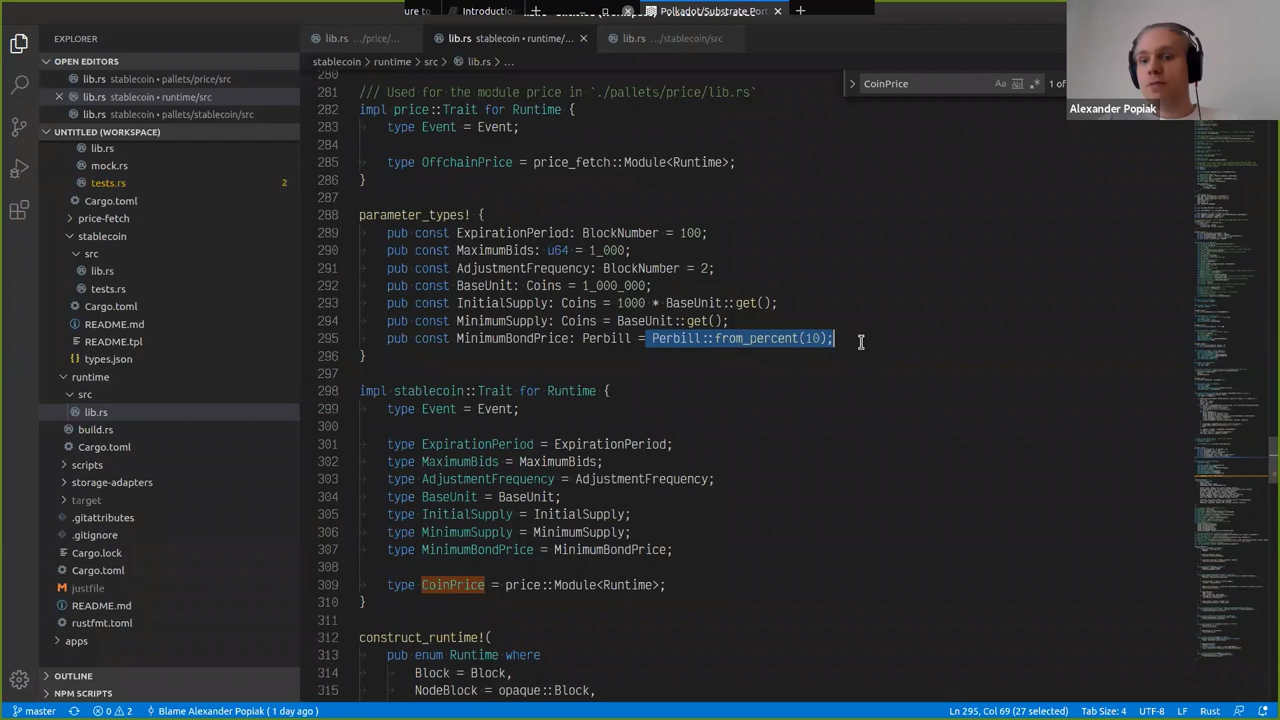 ure to
Introduction
Polkadot/Substrate Port
EXPLORER
OPEN EDITORS
lib.rs stablecoin • pallets/price/src
lib.rs stablecoin • runtime/src
lib.rs stablecoin • pallets/stablecoin/src
UNTITLED (WORKSPACE)
lib.rs
mock.rs
tests.rs 2
Cargo.toml
price-fetch
stablecoin
src
lib.rs
tests.rs
Cargo.toml
README.md
README.tpl
types.json
runtime
src
lib.rs
build.rs
Cargo.toml
scripts
storage-adapters
target
.gitattributes
.gitignore
Cargo.lock
Cargo.toml
justfile
README.md
rustfmt.toml
apps
OUTLINE
NPM SCRIPTS
lib.rs .../price/...
lib.rs stablecoin • runtime/...
lib.rs .../stablecoin/src
stablecoin > runtime > src > lib.rs > ...
CoinPrice
Aa Abl .* 1 of
Alexander Popiak
280
281 /// Used for the module price in `./pallets/price/lib.rs`
282 impl price::Trait for Runtime {
283 type Event = Event;
284
285 type OffchainPrice = price_fetch::Module<Runtime>;
286 }
287
288 parameter_types! {
289 pub const ExpirationPeriod: BlockNumber = 100;
290 pub const MaximumBids: u64 = 1_000;
291 pub const AdjustmentFrequency: BlockNumber = 2;
292 pub const BaseUnit: Coins = 1_000_000;
293 pub const InitialSupply: Coins = 1000 * BaseUnit::get();
294 pub const MinimumSupply: Coins = BaseUnit::get();
295 pub const MinimumBondPrice: Perbill = Perbill::from_percent(10);
296 }
297
298 impl stablecoin::Trait for Runtime {
299 type Event = Event;
300
301 type ExpirationPeriod = ExpirationPeriod;
302 type MaximumBids = MaximumBids;
303 type AdjustmentFrequency = AdjustmentFrequency;
304 type BaseUnit = BaseUnit;
305 type InitialSupply = InitialSupply;
306 type MinimumSupply = MinimumSupply;
307 type MinimumBondPrice = MinimumBondPrice;
308
309 type CoinPrice = price::Module<Runtime>;
310 }
311
312 construct_runtime!(
313 pub enum Runtime where
314 Block = Block,
315 NodeBlock = opaque::Block,
master
0 2
Blame Alexander Popiak ( 1 day ago )
Ln 295, Col 69 (27 selected)
Tab Size: 4
UTF-8
LF
Rust